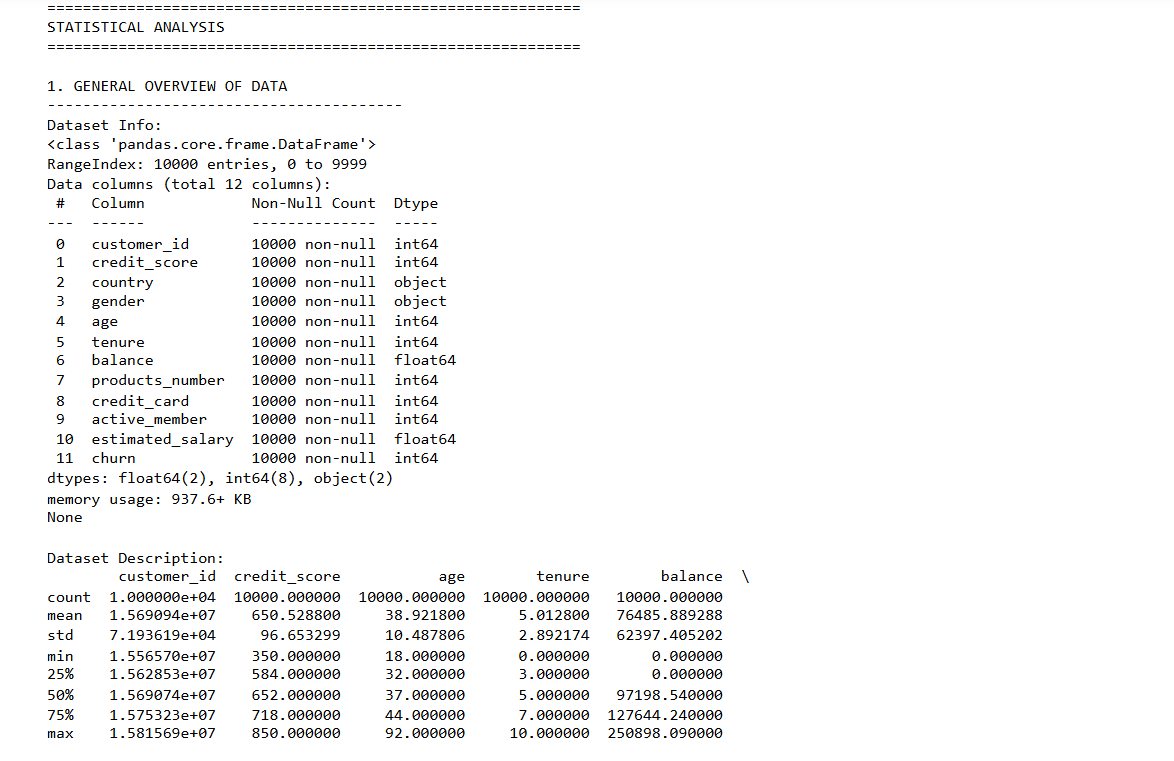 ============================================================
STATISTICAL ANALYSIS
============================================================
1. GENERAL OVERVIEW OF DATA
----------------------------------------
Dataset Info:
<class 'pandas.core.frame.DataFrame'>
RangeIndex: 10000 entries, 0 to 9999
Data columns (total 12 columns):
 #   Column            Non-Null Count  Dtype
---  ------            --------------  -----
 0   customer_id       10000 non-null  int64
 1   credit_score      10000 non-null  int64
 2   country           10000 non-null  object
 3   gender            10000 non-null  object
 4   age               10000 non-null  int64
 5   tenure            10000 non-null  int64
 6   balance           10000 non-null  float64
 7   products_number   10000 non-null  int64
 8   credit_card       10000 non-null  int64
 9   active_member     10000 non-null  int64
 10  estimated_salary  10000 non-null  float64
 11  churn             10000 non-null  int64
dtypes: float64(2), int64(8), object(2)
memory usage: 937.6+ KB
None
Dataset Description:
        customer_id  credit_score           age        tenure        balance  \
count  1.000000e+04  10000.000000  10000.000000  10000.000000   10000.000000
mean   1.569094e+07    650.528800     38.921800      5.012800   76485.889288
std    7.193619e+04     96.653299     10.487806      2.892174   62397.405202
min    1.556570e+07    350.000000     18.000000      0.000000       0.000000
25%    1.562853e+07    584.000000     32.000000      3.000000       0.000000
50%    1.569074e+07    652.000000     37.000000      5.000000   97198.540000
75%    1.575323e+07    718.000000     44.000000      7.000000  127644.240000
max    1.581569e+07    850.000000     92.000000     10.000000  250898.090000